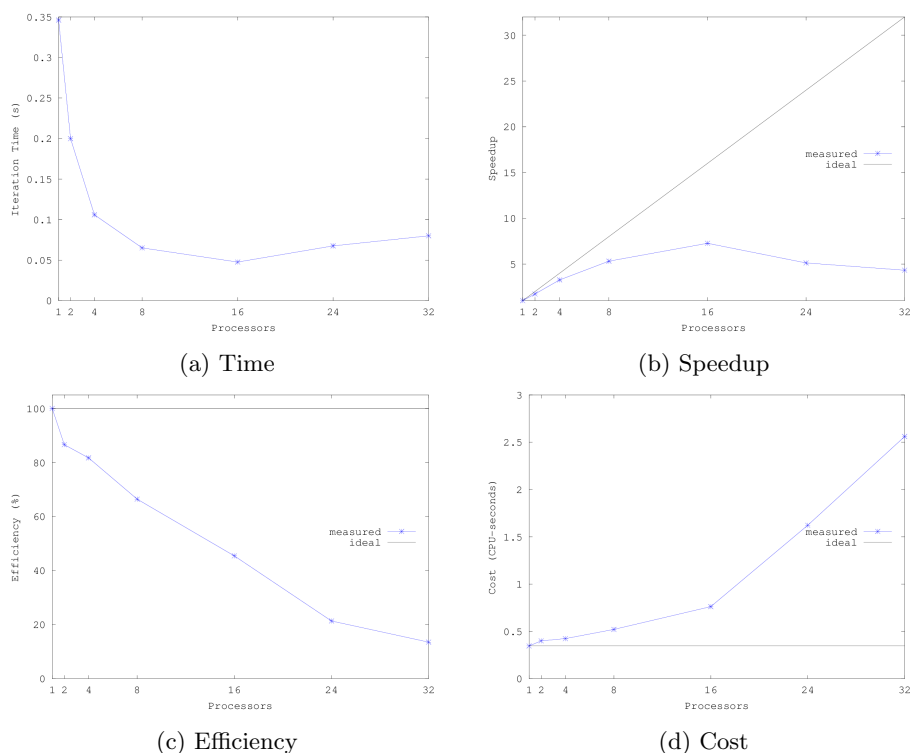 0.35
0.3
0.25
0.2
0.15
0.1
0.05
0
Iteration Time (s)
1 2 4 8 16 24 32
Processors
(a) Time
30
25
20
15
10
5
Speedup
measured
ideal
1 2 4 8 16 24 32
Processors
(b) Speedup
100
80
60
40
20
0
Efficiency (%)
measured
ideal
1 2 4 8 16 24 32
Processors
(c) Efficiency
3
2.5
2
1.5
1
0.5
0
Cost (CPU-seconds)
measured
ideal
1 2 4 8 16 24 32
Processors
(d) Cost